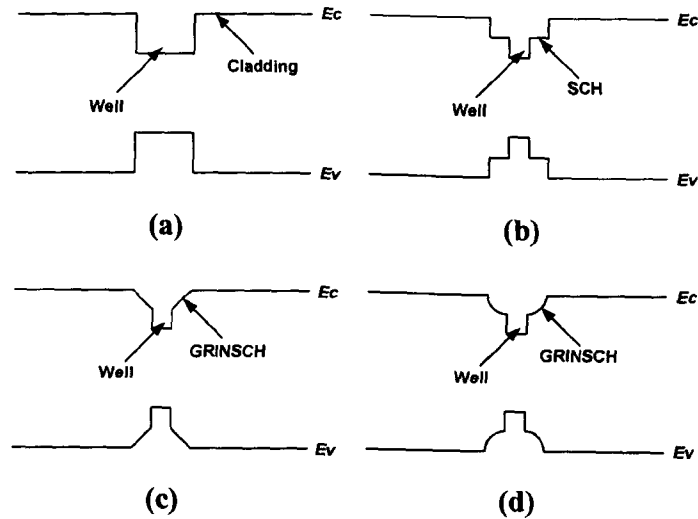 Ec
Cladding
Well
Ev
(a)
Ec
SCH
Well
Ev
(b)
Ec
GRINSCH
Well
Ev
(c)
Ec
GRINSCH
Well
Ev
(d)